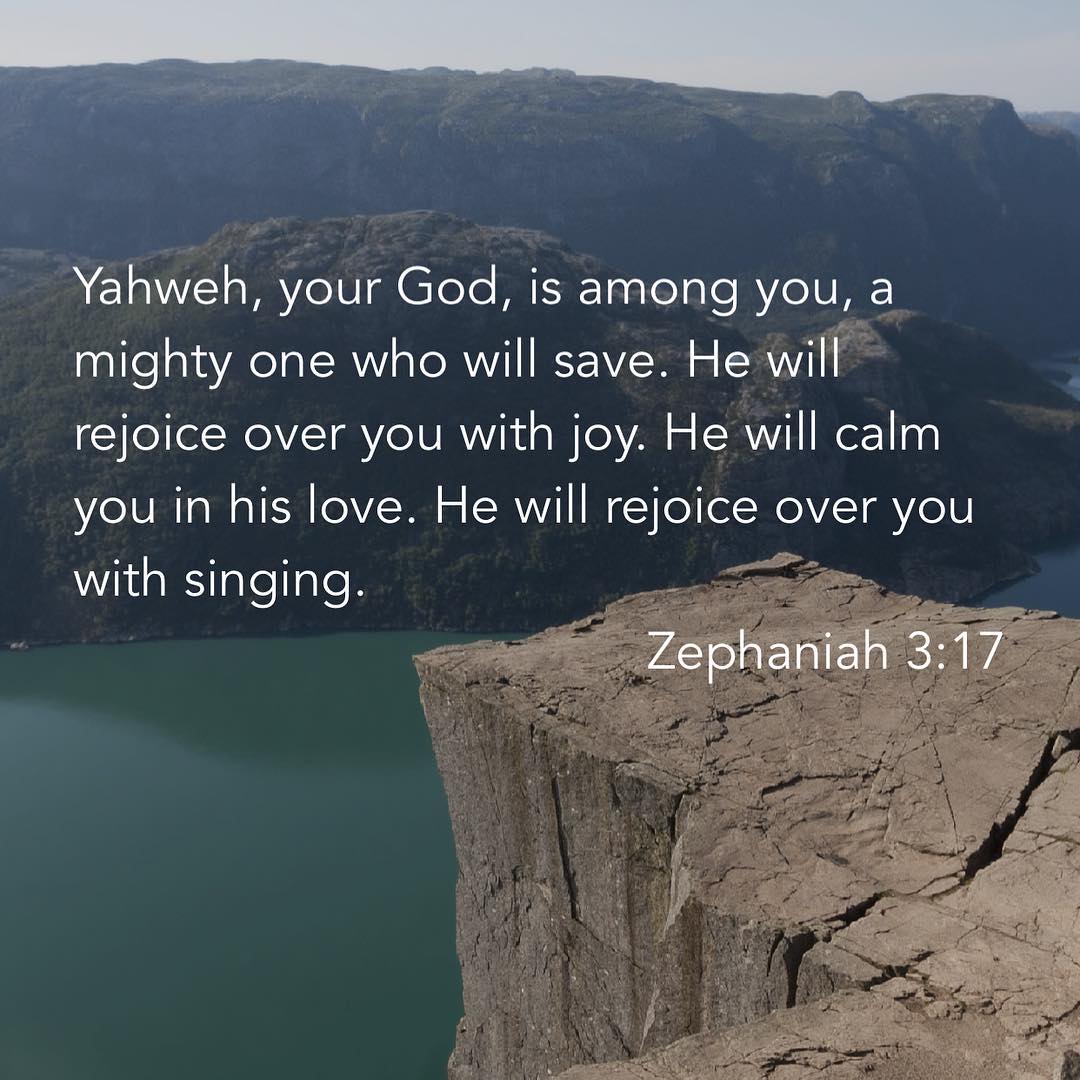 Yahweh, your God, is among you, a
mighty one who will save. He will
rejoice over you with joy. He will calm
you in his love. He will rejoice over you
with singing.
Zephaniah 3:17